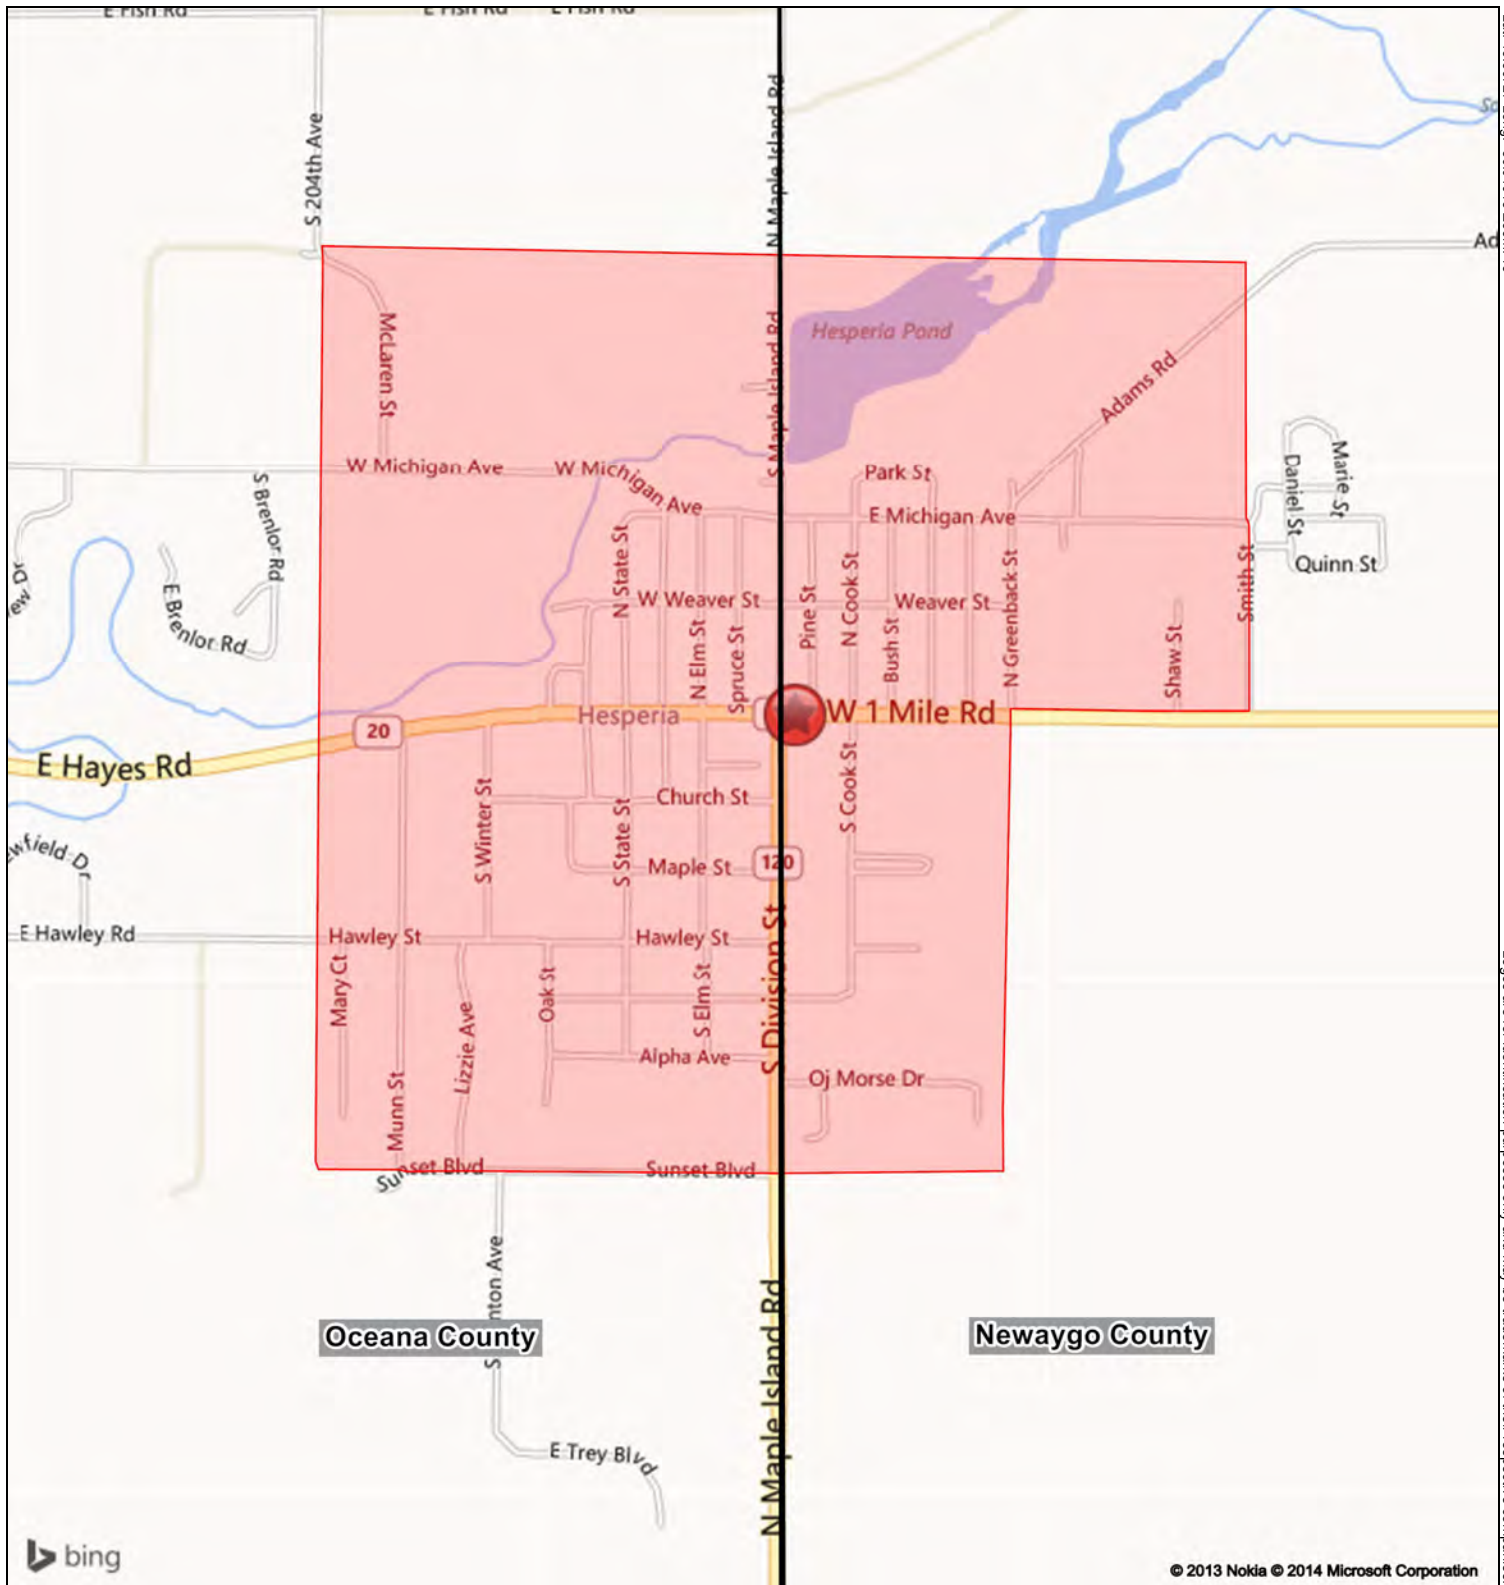 E Fish Rd
E Fish Rd
E Fish Rd
S 204th Ave
N Maple Island Rd
Ad
Hesperia Pond
McLaren St
S Maple Island Rd
Adams Rd
W Michigan Ave
W Michigan Ave
Park St
E Michigan Ave
Marie St
Daniel St
Quinn St
Smith St
S Brenlor Rd
E Brenlor Rd
N State St
W Weaver St
Weaver St
N Elm St
Spruce St
Pine St
N Cook St
Bush St
N Greenback St
Shaw St
Hesperia
W 1 Mile Rd
20
E Hayes Rd
S Winter St
S State St
Church St
Maple St
120
S Cook St
E Hawley Rd
Hawley St
Hawley St
Mary Ct
Munn St
Lizzie Ave
Oak St
S Elm St
S Division St
Alpha Ave
Oj Morse Dr
Sunset Blvd
Sunset Blvd
Oceana County
Newaygo County
E Trey Blvd
N Maple Island Rd
bing
© 2013 Nokia © 2014 Microsoft Corporation